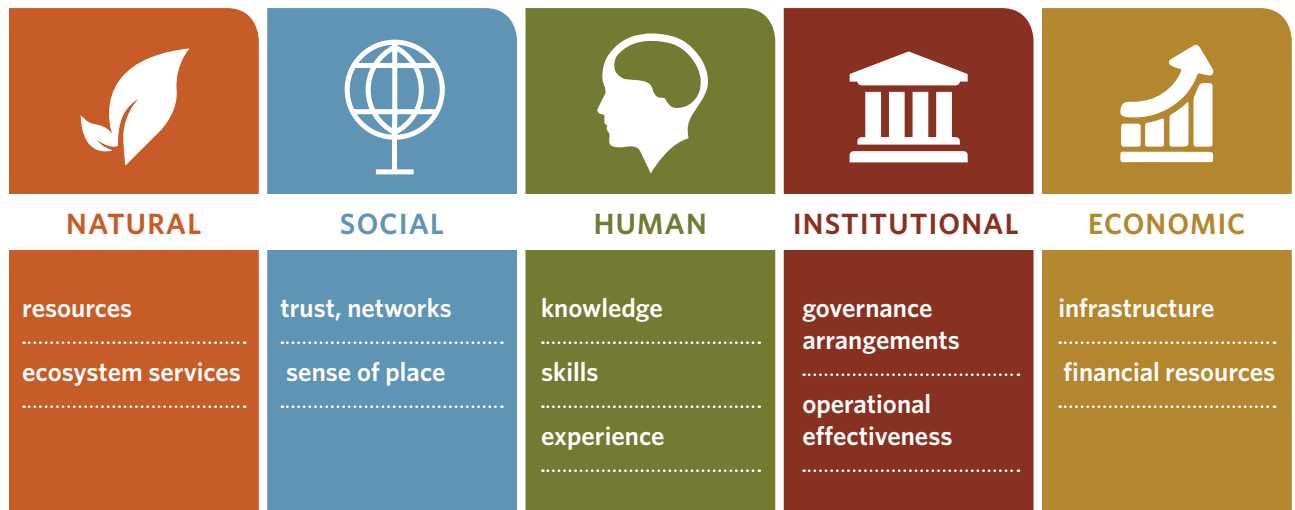 NATURAL
resources
ecosystem services
SOCIAL
trust, networks
sense of place
HUMAN
knowledge
skills
experience
INSTITUTIONAL
governance
arrangements
operational
effectiveness
ECONOMIC
infrastructure
financial resources